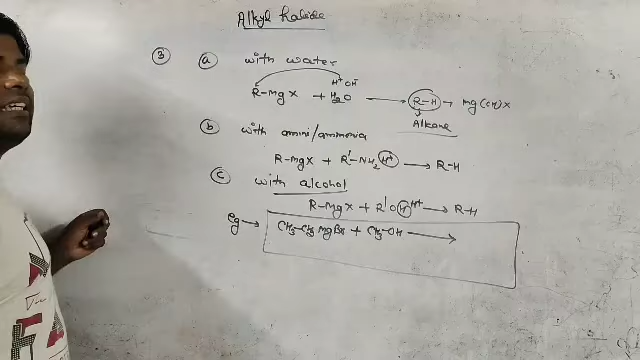 Alkyl halide
③ ⓐ with water
H⁺ OH⁻
R-MgX + H₂O ⟶ R-H + mg(OH)X
Alkane
ⓑ with amin/ammonia
R-MgX + R'-NH₂ H⁺ ⟶ R-H
ⓒ with alcohol
R-MgX + R'OH H⁺ ⟶ R-H
eg ⟶ CH₃-CH₂MgBr + CH₃-OH ⟶